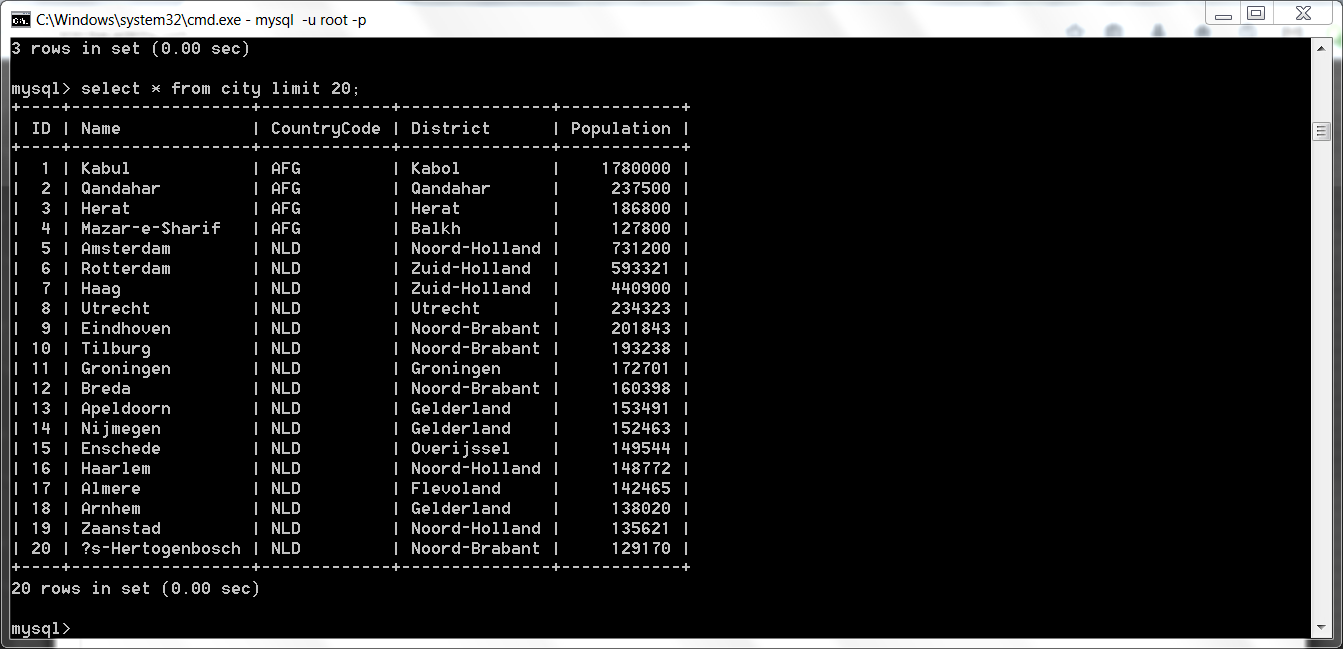 C:\Windows\system32\cmd.exe - mysql  -u root -p
3 rows in set (0.00 sec)

mysql> select * from city limit 20;
+----+------------------+-------------+---------------+------------+
| ID | Name             | CountryCode | District      | Population |
+----+------------------+-------------+---------------+------------+
|  1 | Kabul            | AFG         | Kabol         |    1780000 |
|  2 | Qandahar         | AFG         | Qandahar      |     237500 |
|  3 | Herat            | AFG         | Herat         |     186800 |
|  4 | Mazar-e-Sharif   | AFG         | Balkh         |     127800 |
|  5 | Amsterdam        | NLD         | Noord-Holland |     731200 |
|  6 | Rotterdam        | NLD         | Zuid-Holland  |     593321 |
|  7 | Haag             | NLD         | Zuid-Holland  |     440900 |
|  8 | Utrecht          | NLD         | Utrecht       |     234323 |
|  9 | Eindhoven        | NLD         | Noord-Brabant |     201843 |
| 10 | Tilburg          | NLD         | Noord-Brabant |     193238 |
| 11 | Groningen        | NLD         | Groningen     |     172701 |
| 12 | Breda            | NLD         | Noord-Brabant |     160398 |
| 13 | Apeldoorn        | NLD         | Gelderland    |     153491 |
| 14 | Nijmegen         | NLD         | Gelderland    |     152463 |
| 15 | Enschede         | NLD         | Overijssel    |     149544 |
| 16 | Haarlem          | NLD         | Noord-Holland |     148772 |
| 17 | Almere           | NLD         | Flevoland     |     142465 |
| 18 | Arnhem           | NLD         | Gelderland    |     138020 |
| 19 | Zaanstad         | NLD         | Noord-Holland |     135621 |
| 20 | ?s-Hertogenbosch | NLD         | Noord-Brabant |     129170 |
+----+------------------+-------------+---------------+------------+
20 rows in set (0.00 sec)

mysql>